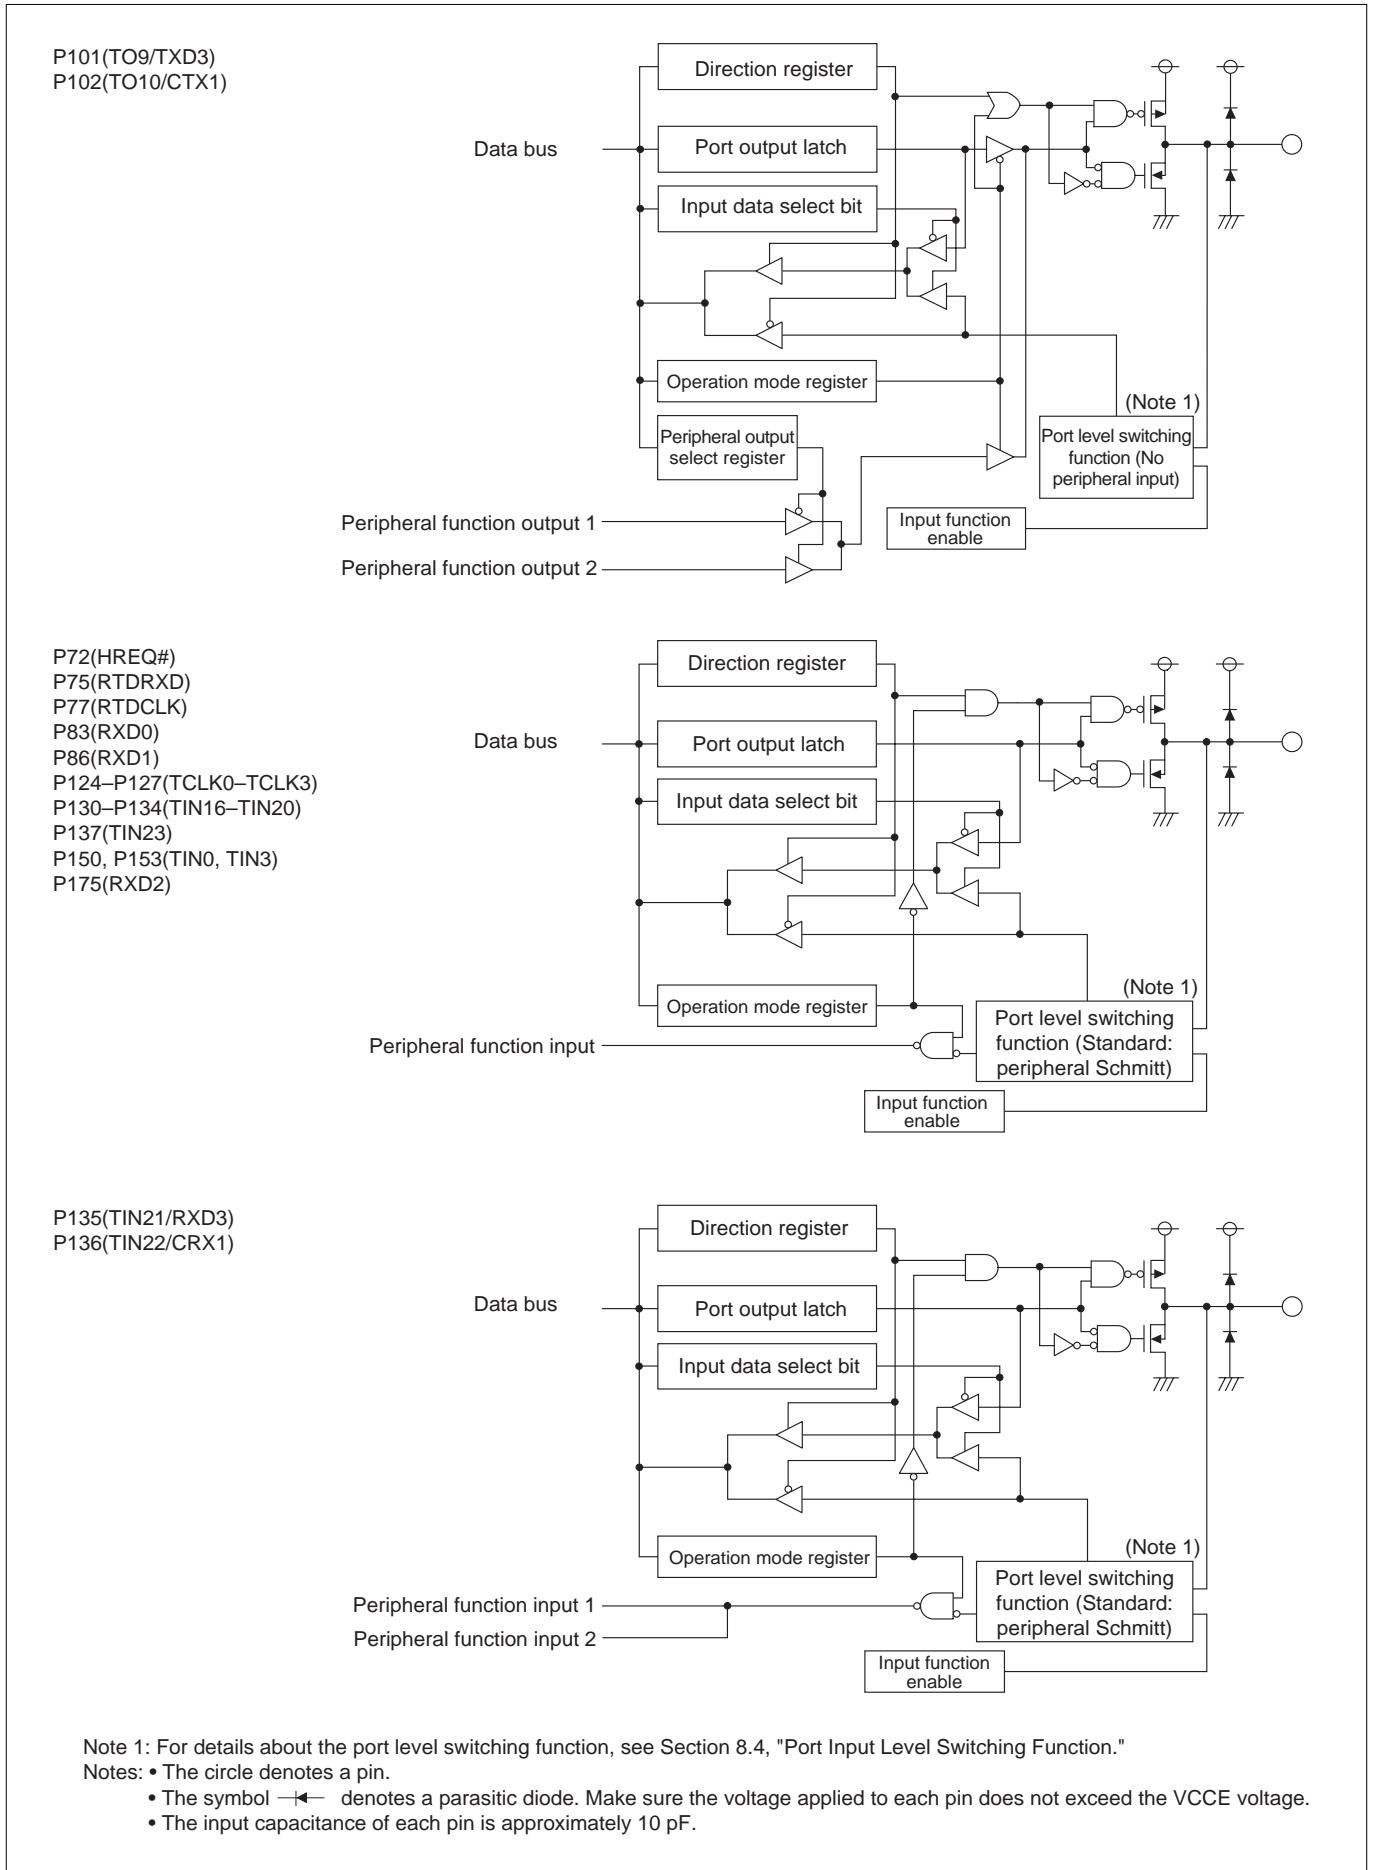 P101(TO9/TXD3)
P102(TO10/CTX1)
Data bus
Direction register
Port output latch
Input data select bit
Operation mode register
Peripheral output
select register
(Note 1)
Port level switching
function (No
peripheral input)
Input function
enable
Peripheral function output 1
Peripheral function output 2
P72(HREQ#)
P75(RTDRXD)
P77(RTDCLK)
P83(RXD0)
P86(RXD1)
P124–P127(TCLK0–TCLK3)
P130–P134(TIN16–TIN20)
P137(TIN23)
P150, P153(TIN0, TIN3)
P175(RXD2)
Data bus
Direction register
Port output latch
Input data select bit
Operation mode register
(Note 1)
Port level switching
function (Standard:
peripheral Schmitt)
Peripheral function input
Input function
enable
P135(TIN21/RXD3)
P136(TIN22/CRX1)
Data bus
Direction register
Port output latch
Input data select bit
Operation mode register
(Note 1)
Port level switching
function (Standard:
peripheral Schmitt)
Peripheral function input 1
Peripheral function input 2
Input function
enable
Note 1: For details about the port level switching function, see Section 8.4, "Port Input Level Switching Function."
Notes: • The circle denotes a pin.
• The symbol denotes a parasitic diode. Make sure the voltage applied to each pin does not exceed the VCCE voltage.
• The input capacitance of each pin is approximately 10 pF.